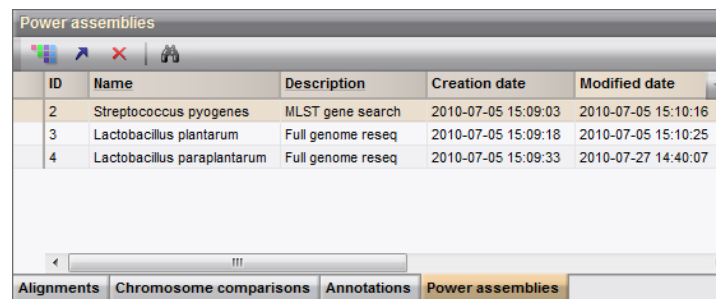 Power assemblies
ID Name Description Creation date Modified date
2 Streptococcus pyogenes MLST gene search 2010-07-05 15:09:03 2010-07-05 15:10:16
3 Lactobacillus plantarum Full genome reseq 2010-07-05 15:09:18 2010-07-05 15:10:25
4 Lactobacillus paraplantarum Full genome reseq 2010-07-05 15:09:33 2010-07-27 14:40:07
Alignments Chromosome comparisons Annotations Power assemblies